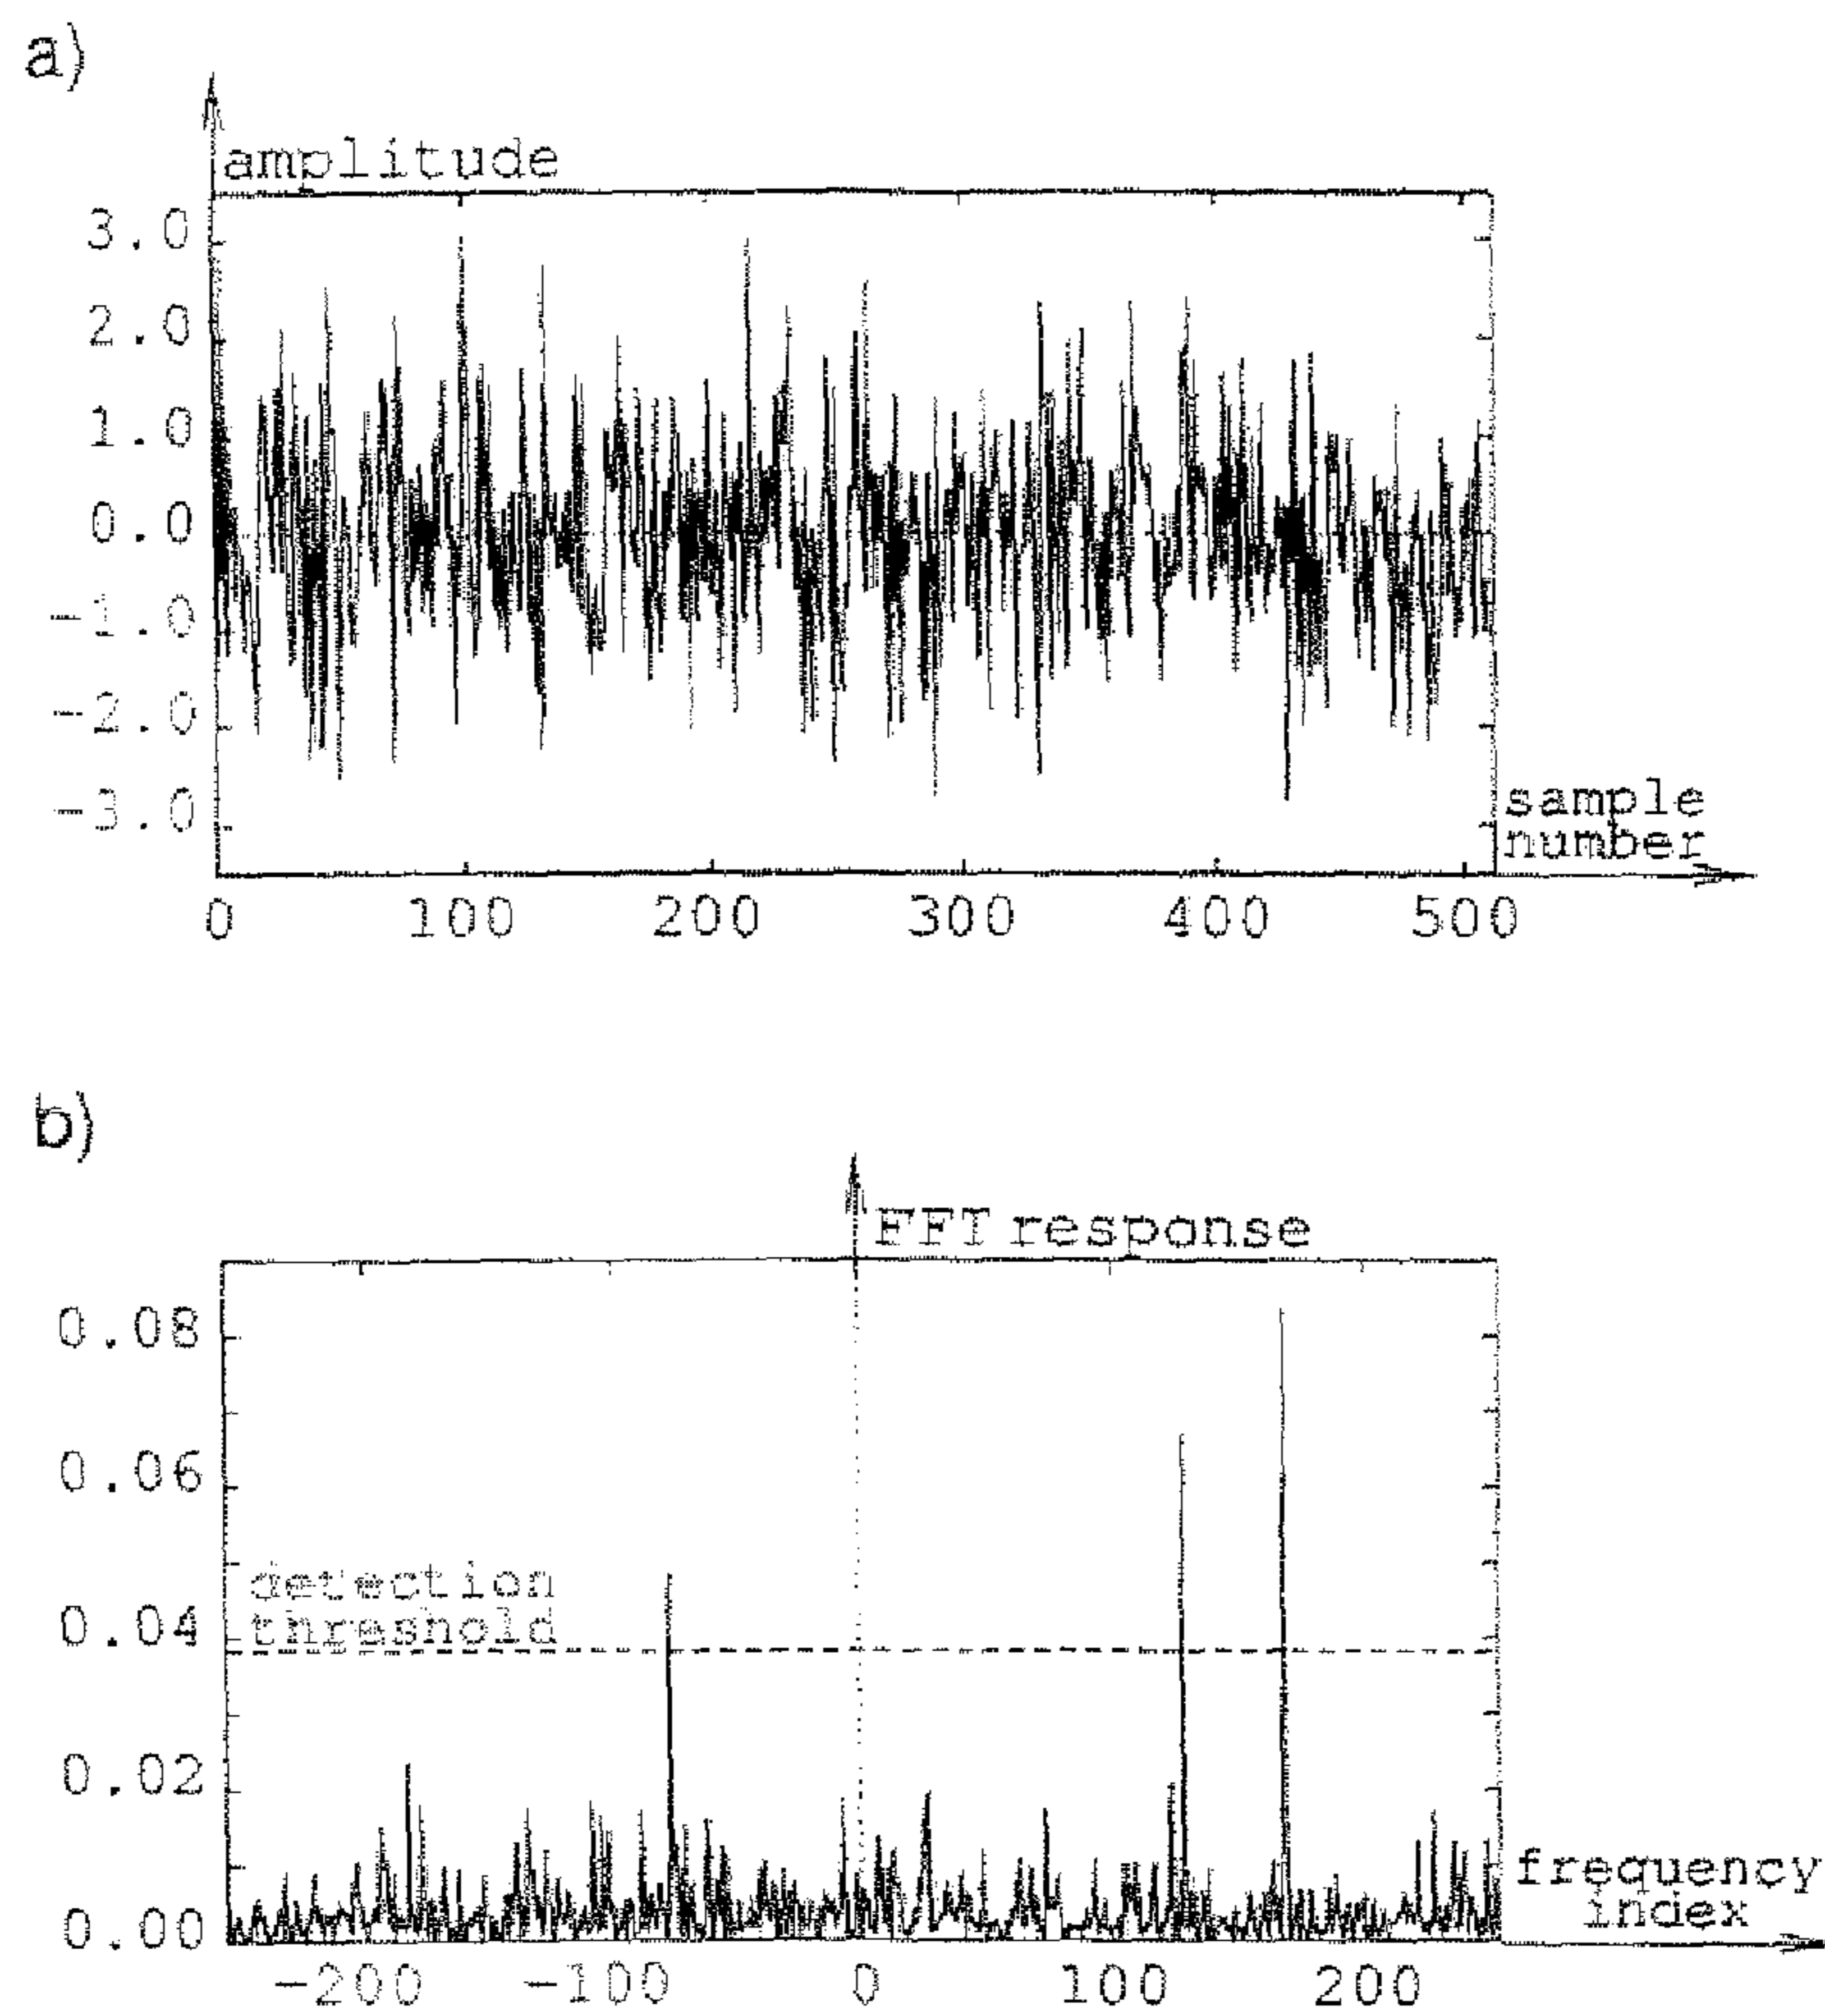 a)
amplitude
3.0
2.0
1.0
0.0
-1.0
-2.0
-3.0
sample
number
0 100 200 300 400 500
b)
FFT response
0.08
0.06
detection
threshold
0.04
0.02
0.00
frequency
index
-200 -100 0 100 200